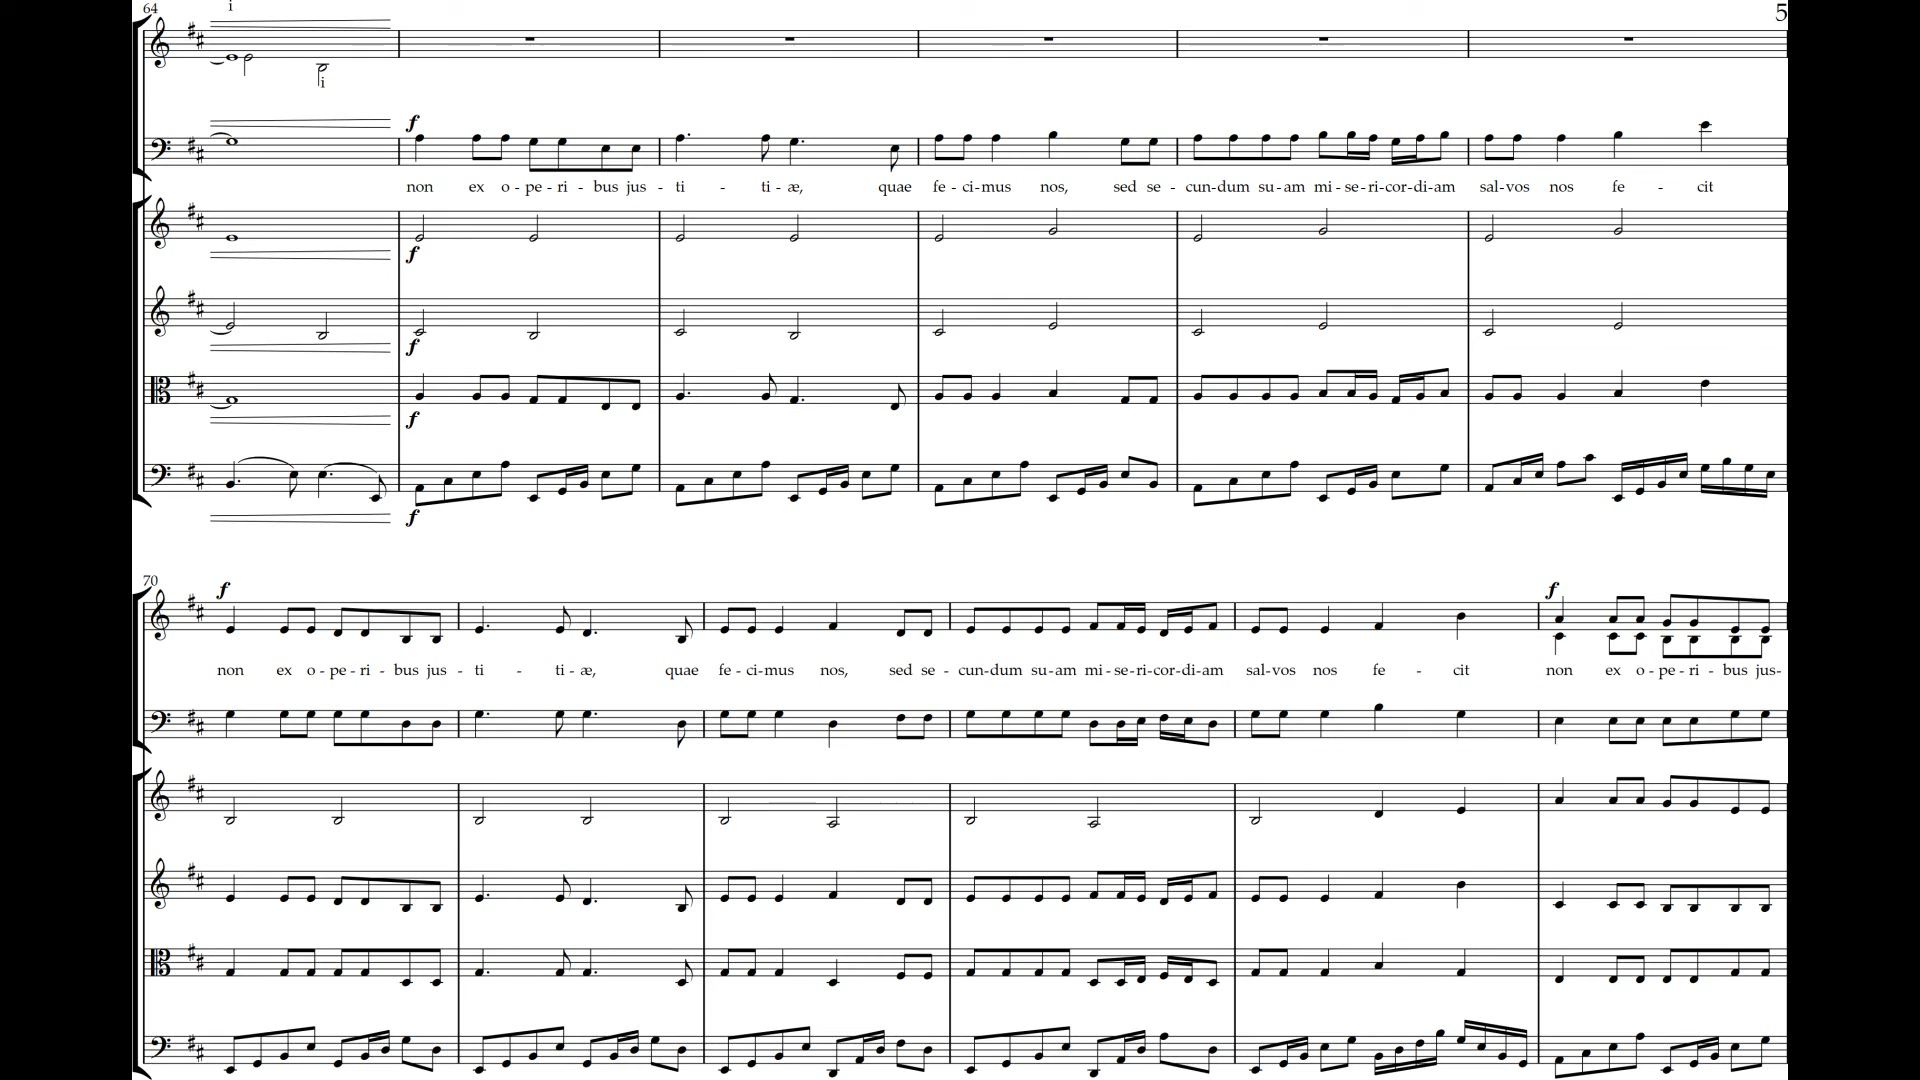 64
i
5
i
f
non ex o - pe - ri - bus jus - ti - ti - æ, quae fe - ci - mus nos, sed se - cun - dum su - am mi - se - ri - cor - di - am sal - vos nos fe - cit
f
f
f
f
70
f
f
non ex o - pe - ri - bus jus - ti - ti - æ, quae fe - ci - mus nos, sed se - cun - dum su - am mi - se - ri - cor - di - am sal - vos nos fe - cit non ex o - pe - ri - bus jus -